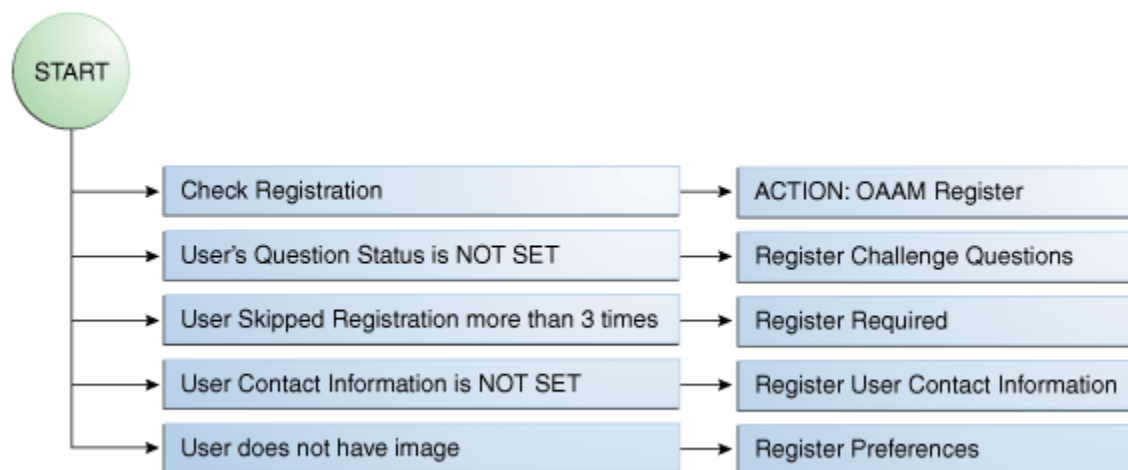 START
Check Registration
ACTION: OAAM Register
User's Question Status is NOT SET
Register Challenge Questions
User Skipped Registration more than 3 times
Register Required
User Contact Information is NOT SET
Register User Contact Information
User does not have image
Register Preferences